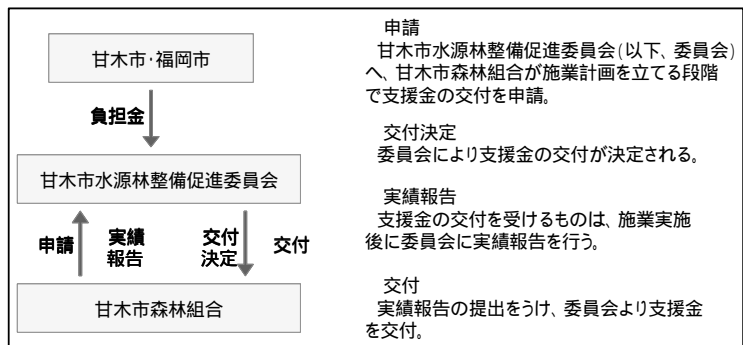 甘木市・福岡市
負担金
甘木市水源林整備促進委員会
申請
実績
報告
交付
決定
交付
甘木市森林組合
申請
甘木市水源林整備促進委員会(以下、委員会)
へ、甘木市森林組合が施業計画を立てる段階
で支援金の交付を申請。
交付決定
委員会により支援金の交付が決定される。
実績報告
支援金の交付を受けるものは、施業実施
後に委員会に実績報告を行う。
交付
実績報告の提出をうけ、委員会より支援金
を交付。